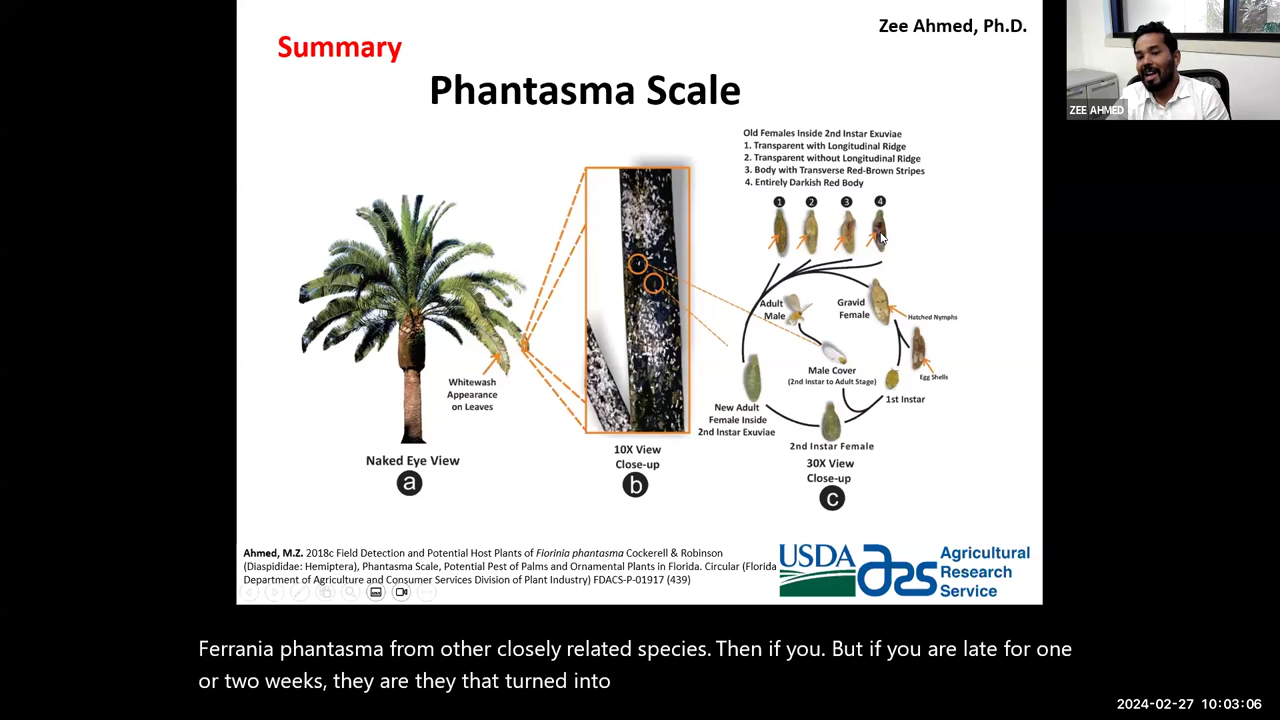 Zee Ahmed, Ph.D.
Summary
Phantasma Scale
ZEE AHMED
Old Females Inside 2nd Instar Exuviae
1. Transparent with Longitudinal Ridge
2. Transparent without Longitudinal Ridge
3. Body with Transverse Red-Brown Stripes
4. Entirely Darkish Red Body
1 2 3 4
Adult
Male
Gravid
Female
Hatched Nymphs
Egg Shells
Male Cover
(2nd Instar to Adult Stage)
1st Instar
New Adult
Female Inside
2nd Instar Exuviae
2nd Instar Female
Whitewash
Appearance
on Leaves
Naked Eye View
a
10X View
Close-up
b
30X View
Close-up
c
Ahmed, M.Z. 2018c Field Detection and Potential Host Plants of Fiorinia phantasma Cockerell & Robinson
(Diaspididae: Hemiptera), Phantasma Scale, Potential Pest of Palms and Ornamental Plants in Florida. Circular (Florida
Department of Agriculture and Consumer Services Division of Plant Industry) FDACS-P-01917 (439)
USDA
ars
Agricultural
Research
Service
Ferrania phantasma from other closely related species. Then if you. But if you are late for one
or two weeks, they are they that turned into
2024-02-27 10:03:06